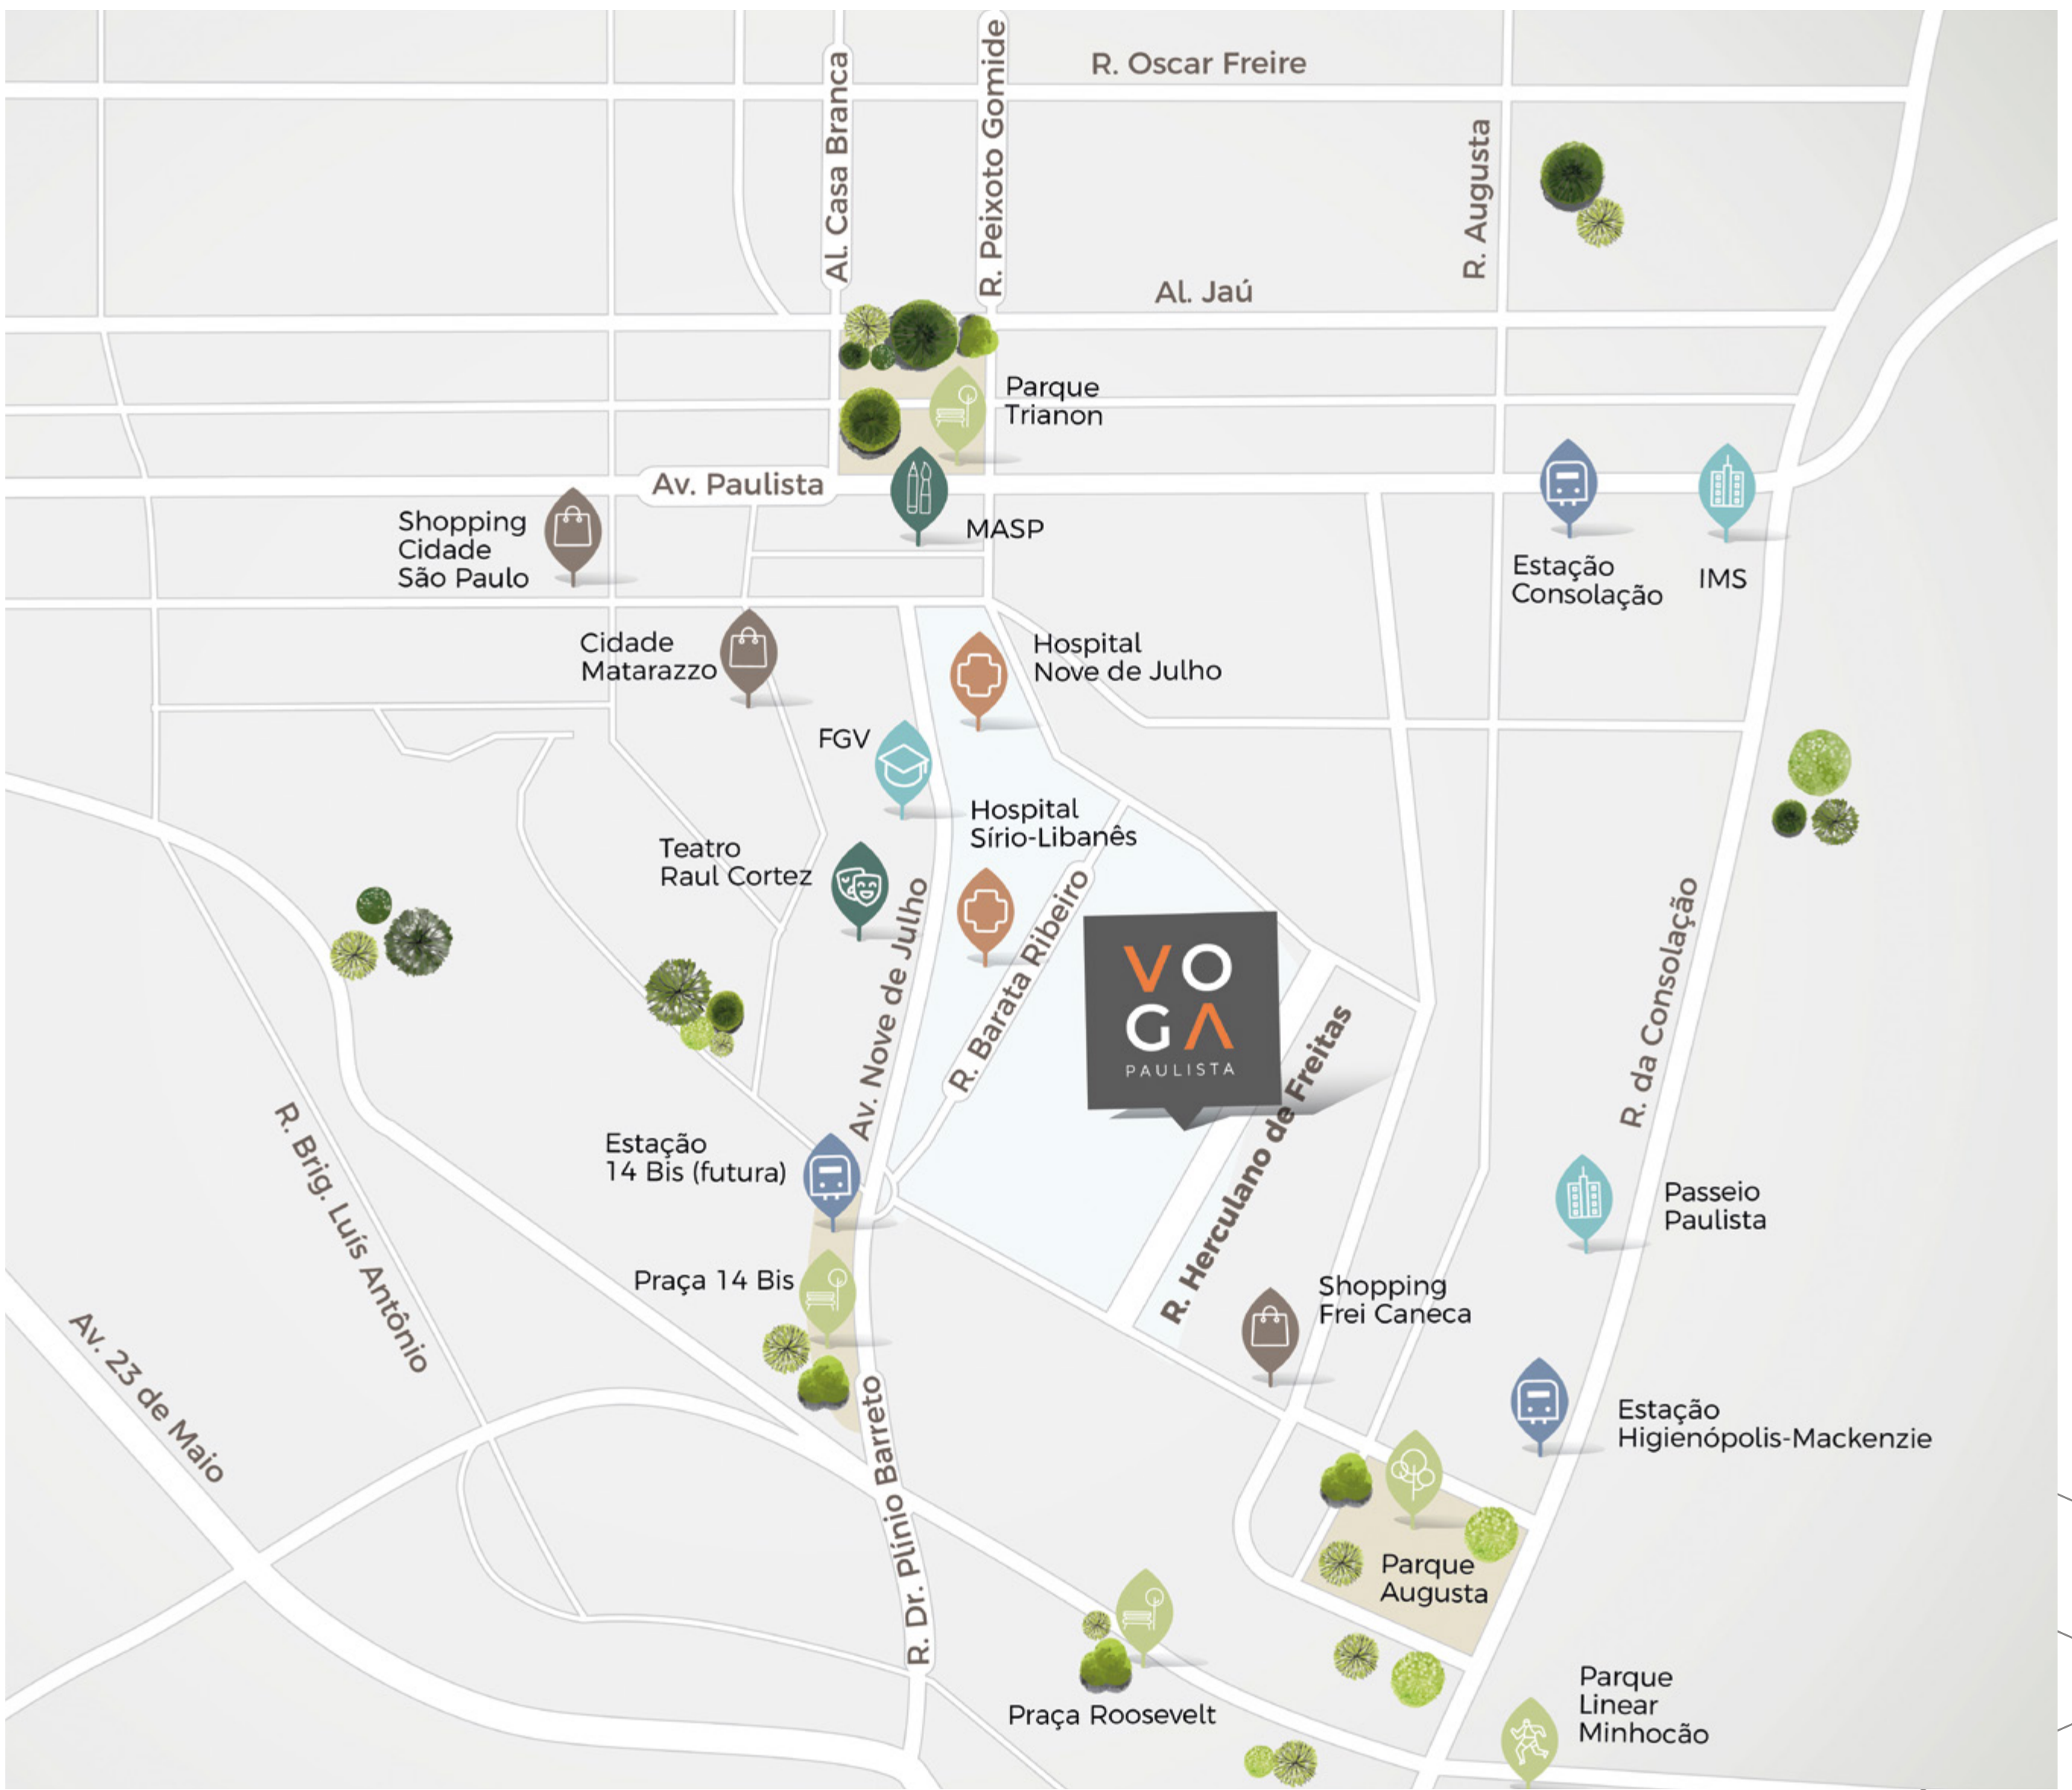 R. Oscar Freire
Al. Casa Branca
R. Peixoto Gomide
R. Augusta
Al. Jaú
Parque
Trianon
Av. Paulista
MASP
Shopping
Cidade
São Paulo
Estação
Consolação
IMS
Cidade
Matarazzo
Hospital
Nove de Julho
FGV
Hospital
Sírio-Libanês
Teatro
Raul Cortez
Av. Nove de Julho
R. Barata Ribeiro
VO
GA
PAULISTA
R. Herculano de Freitas
R. da Consolação
Estação
14 Bis (futura)
R. Brig. Luís Antônio
Passeio
Paulista
Praça 14 Bis
Shopping
Frei Caneca
Av. 23 de Maio
R. Dr. Plínio Barreto
Estação
Higienópolis-Mackenzie
Parque
Augusta
Praça Roosevelt
Parque
Linear
Minhocão